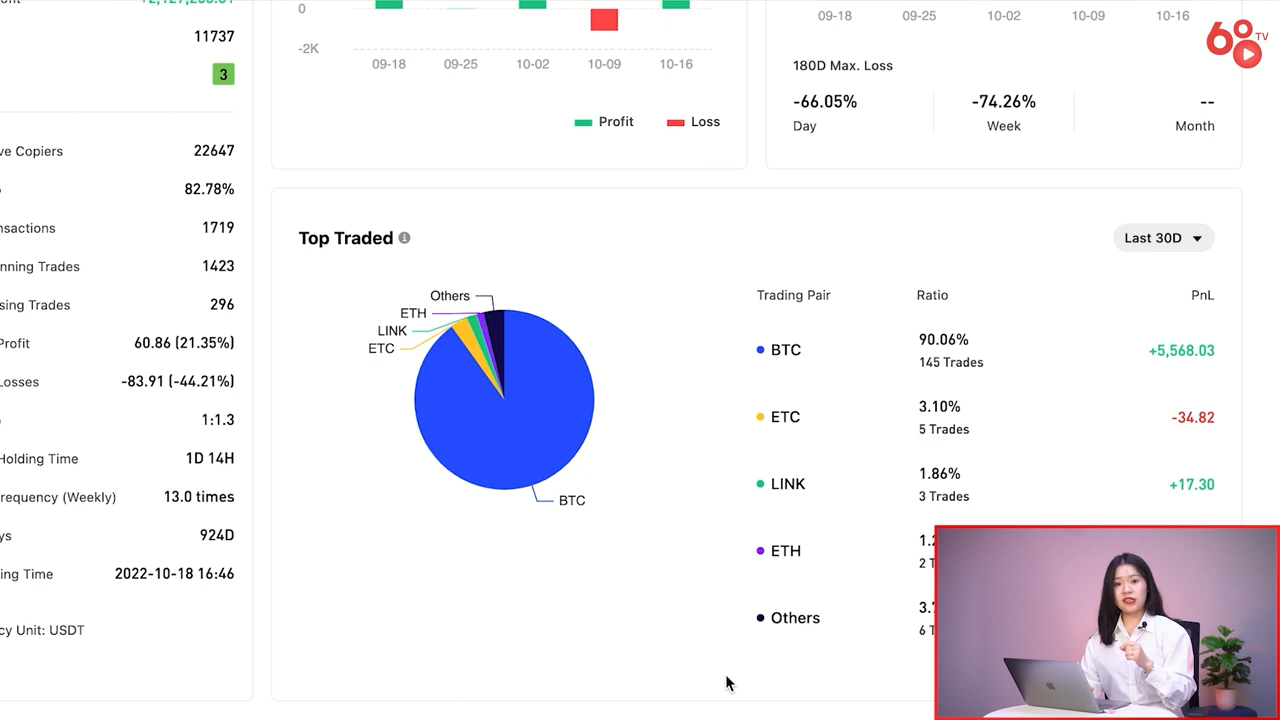 11737
3
ve Copiers 22647
82.78%
nsactions 1719
nning Trades 1423
sing Trades 296
Profit 60.86 (21.35%)
Losses -83.91 (-44.21%)
1:1.3
Holding Time 1D 14H
requency (Weekly) 13.0 times
ys 924D
ing Time 2022-10-18 16:46
cy Unit: USDT
0
-2K
09-18 09-25 10-02 10-09 10-16
Profit Loss
09-18 09-25 10-02 10-09 10-16
180D Max. Loss
-66.05% -74.26% --
Day Week Month
68 TV
Top Traded
Last 30D
Others
ETH
LINK
ETC
BTC
Trading Pair Ratio PnL
BTC 90.06% +5,568.03
145 Trades
ETC 3.10% -34.82
5 Trades
LINK 1.86% +17.30
3 Trades
ETH
Others